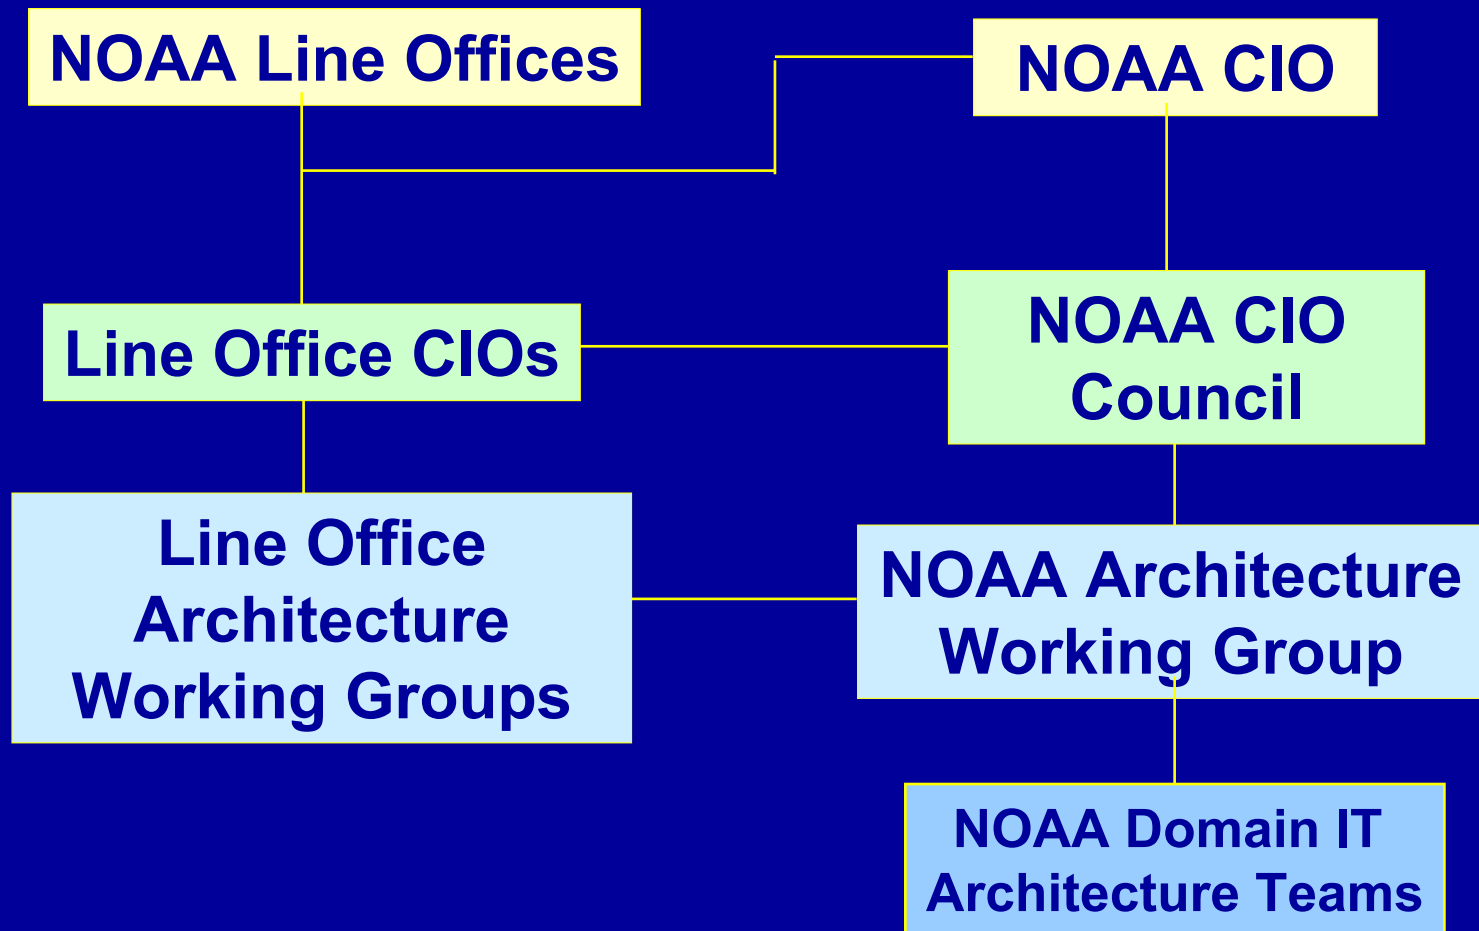 NOAA Line Offices
NOAA CIO
Line Office CIOs
NOAA CIO
Council
Line Office
Architecture
Working Groups
NOAA Architecture
Working Group
NOAA Domain IT
Architecture Teams